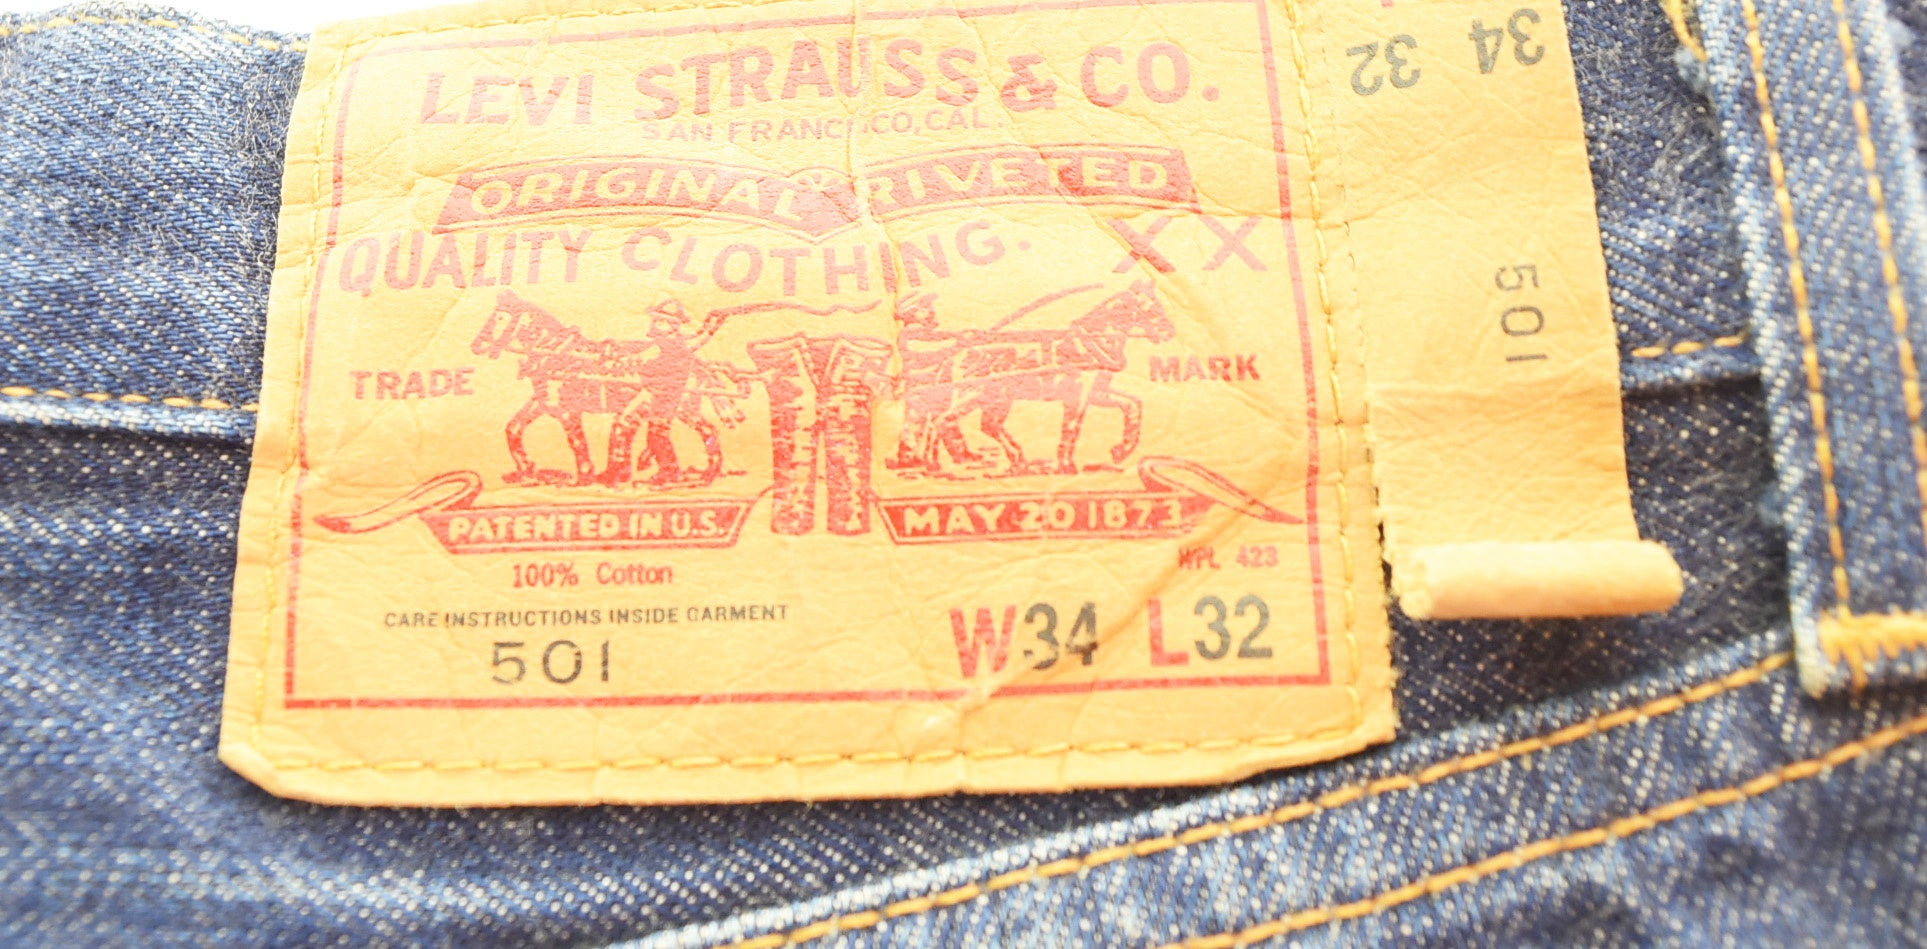 LEVI STRAUSS & CO.
SAN FRANCISCO, CAL.
ORIGINAL RIVETED
QUALITY CLOTHING. XX
TRADE MARK
PATENTED IN U.S. MAY 20 1873
WPL 423
100% Cotton
CARE INSTRUCTIONS INSIDE GARMENT
501 W34 L32
34 32
501